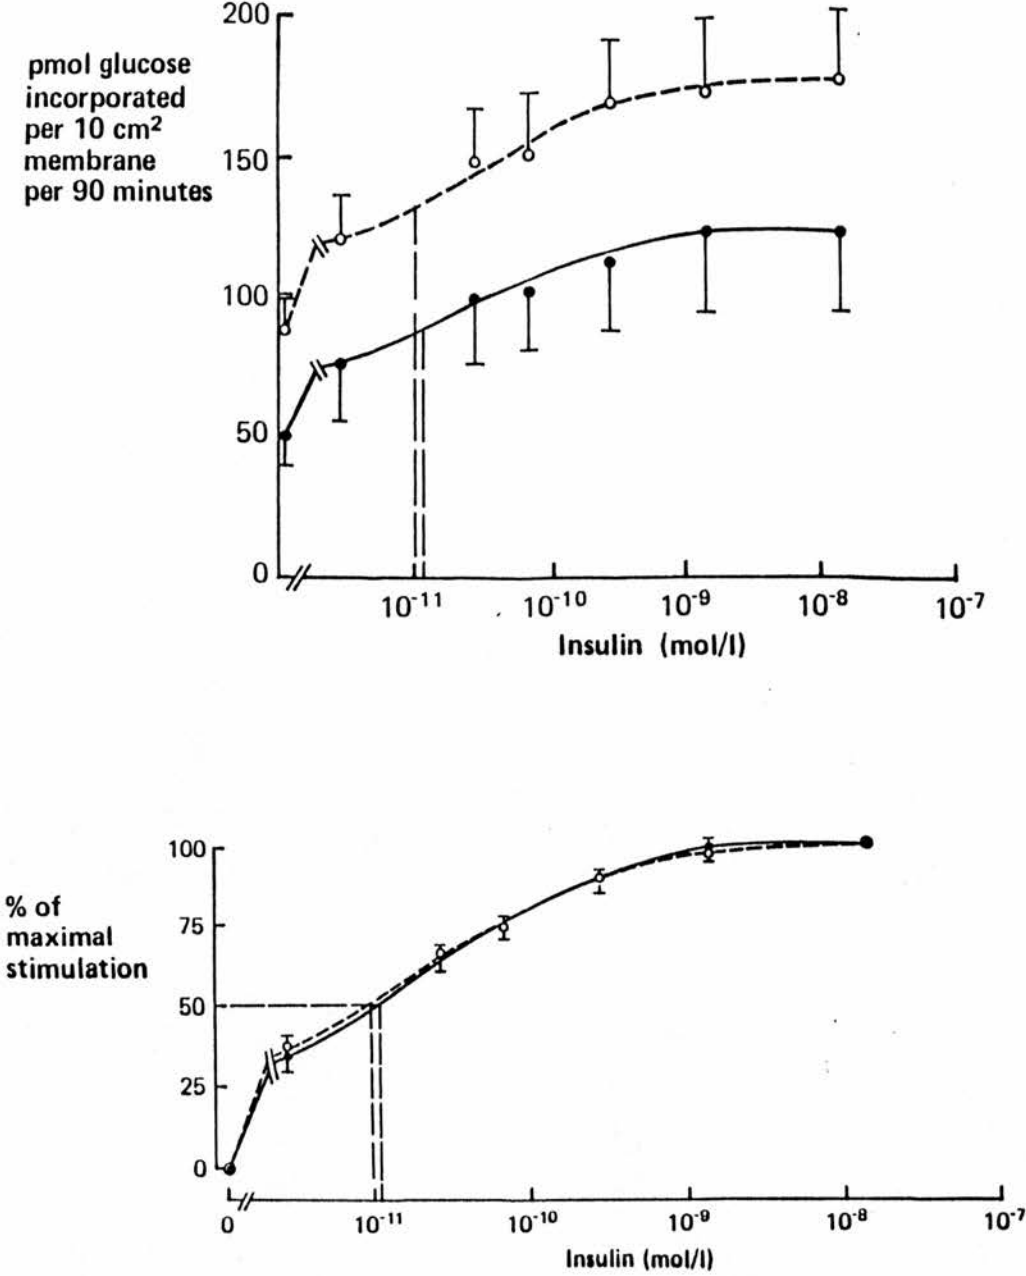 200
pmol glucose
incorporated
per 10 cm²
membrane
per 90 minutes
150
100
50
0
10⁻¹¹ 10⁻¹⁰ 10⁻⁹ 10⁻⁸ 10⁻⁷
Insulin (mol/l)
100
% of
maximal
stimulation
75
50
25
0
0 10⁻¹¹ 10⁻¹⁰ 10⁻⁹ 10⁻⁸ 10⁻⁷
Insulin (mol/l)